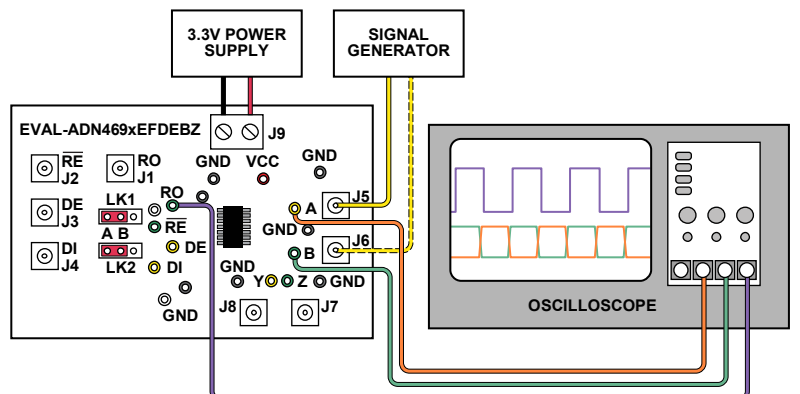 3.3V POWER
SUPPLY
SIGNAL
GENERATOR
EVAL-ADN469xEFDEBZ
J9
RE
J2
RO
J1
GND
VCC
GND
DE
J3
LK1
RO
A
J5
A B
RE
GND
J6
DI
J4
LK2
DE
B
DI
GND
Y
Z
GND
GND
J8
J7
OSCILLOSCOPE